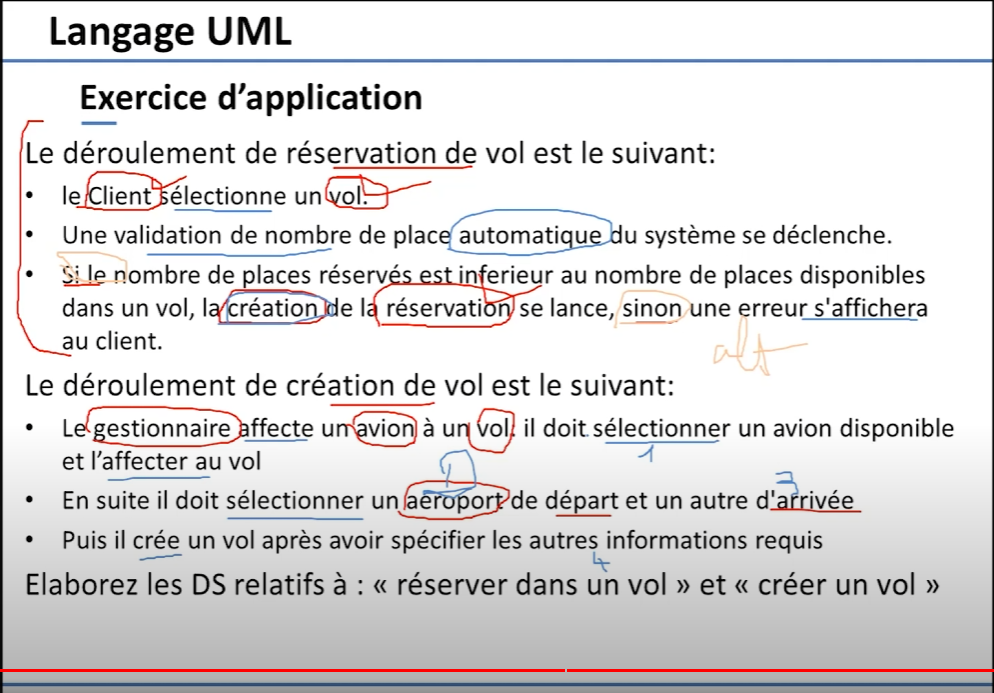 Langage UML
Exercice d'application
Le déroulement de réservation de vol est le suivant:
• le Client sélectionne un vol.
• Une validation de nombre de place automatique du système se déclenche.
• Si le nombre de places réservés est inferieur au nombre de places disponibles
dans un vol, la création de la réservation se lance, sinon une erreur s'affichera
au client.
alt
Le déroulement de création de vol est le suivant:
• Le gestionnaire affecte un avion à un vol: il doit sélectionner un avion disponible
1
et l'affecter au vol
D
3
• En suite il doit sélectionner un aéroport de départ et un autre d'arrivée
• Puis il crée un vol après avoir spécifier les autres informations requis
4
Elaborez les DS relatifs à : « réserver dans un vol » et « créer un vol »